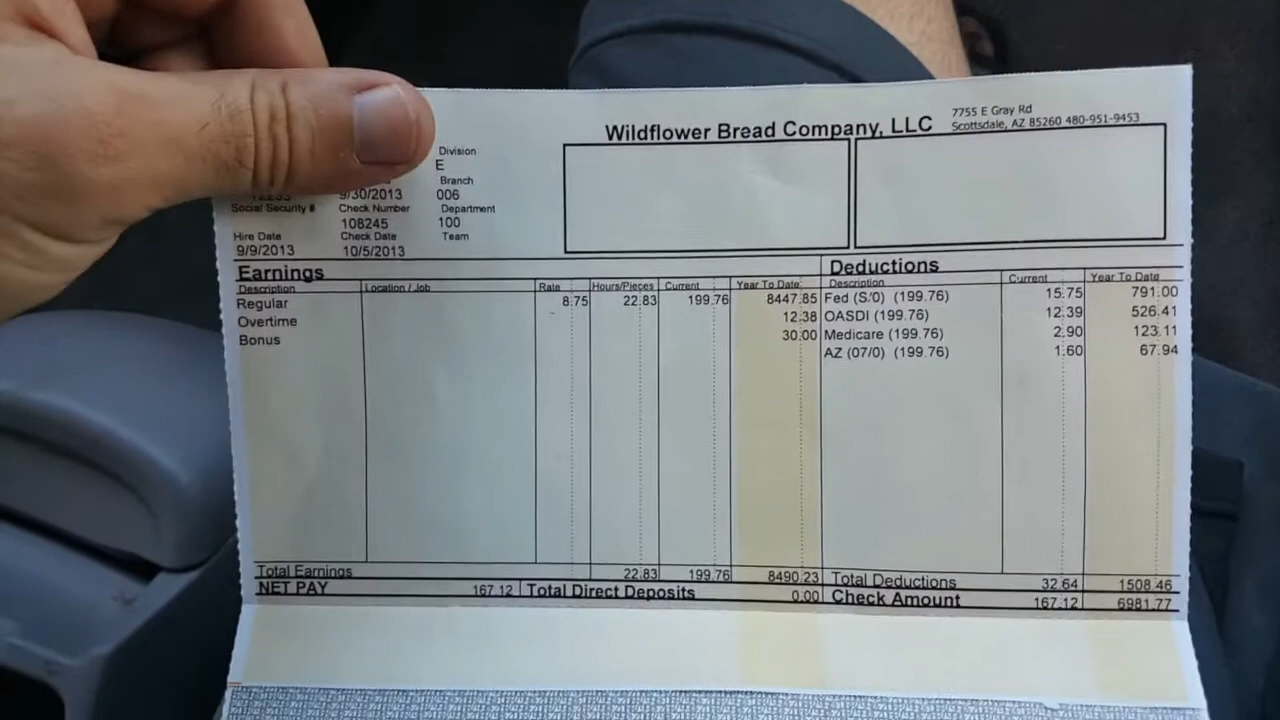 Wildflower Bread Company, LLC
7755 E Gray Rd
Scottsdale, AZ 85260 480-951-9453
Division
E
Branch
9/30/2013 006
Social Security # Check Number Department
108245 100
Hire Date Check Date Team
9/9/2013 10/5/2013
Earnings Deductions
Description Location / Job Rate Hours/Pieces Current Year To Date Description Current Year To Date
Regular 8.75 22.83 199.76 8447.85 Fed (S/0) (199.76) 15.75 791.00
Overtime 12.38 OASDI (199.76) 12.39 526.41
Bonus 30.00 Medicare (199.76) 2.90 123.11
AZ (07/0) (199.76) 1.60 67.94
Total Earnings 22.83 199.76 8490.23 Total Deductions 32.64 1508.46
NET PAY 167.12 Total Direct Deposits 0.00 Check Amount 167.12 6981.77